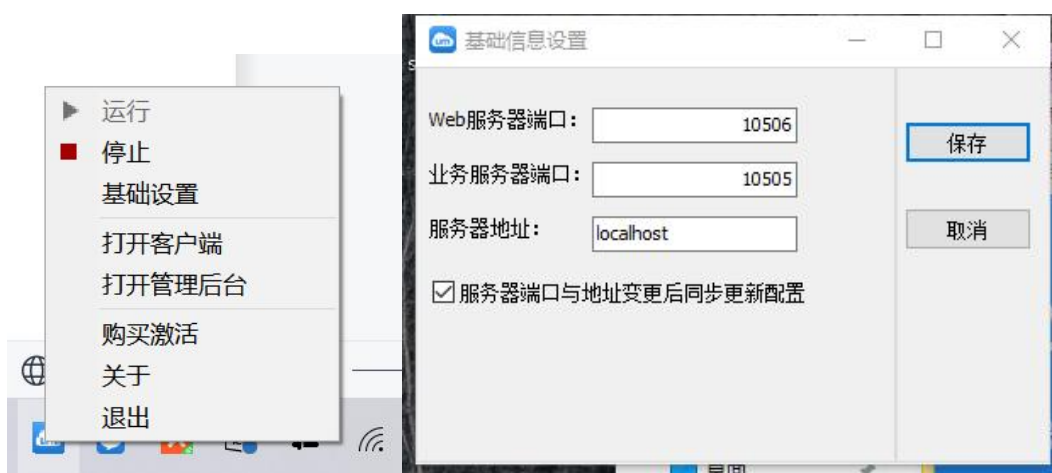 运行
停止
基础设置
打开客户端
打开管理后台
购买激活
关于
退出
um
基础信息设置
Web服务器端口：
10506
保存
业务服务器端口：
10505
服务器地址：
localhost
取消
服务器端口与地址变更后同步更新配置